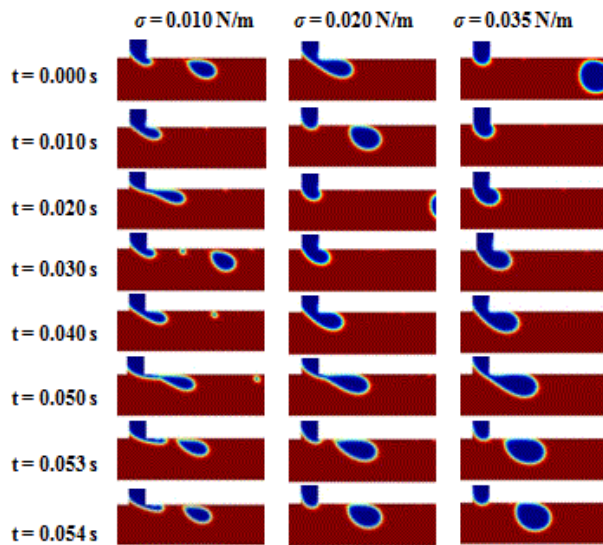 σ = 0.010 N/m σ = 0.020 N/m σ = 0.035 N/m
t = 0.000 s
t = 0.010 s
t = 0.020 s
t = 0.030 s
t = 0.040 s
t = 0.050 s
t = 0.053 s
t = 0.054 s